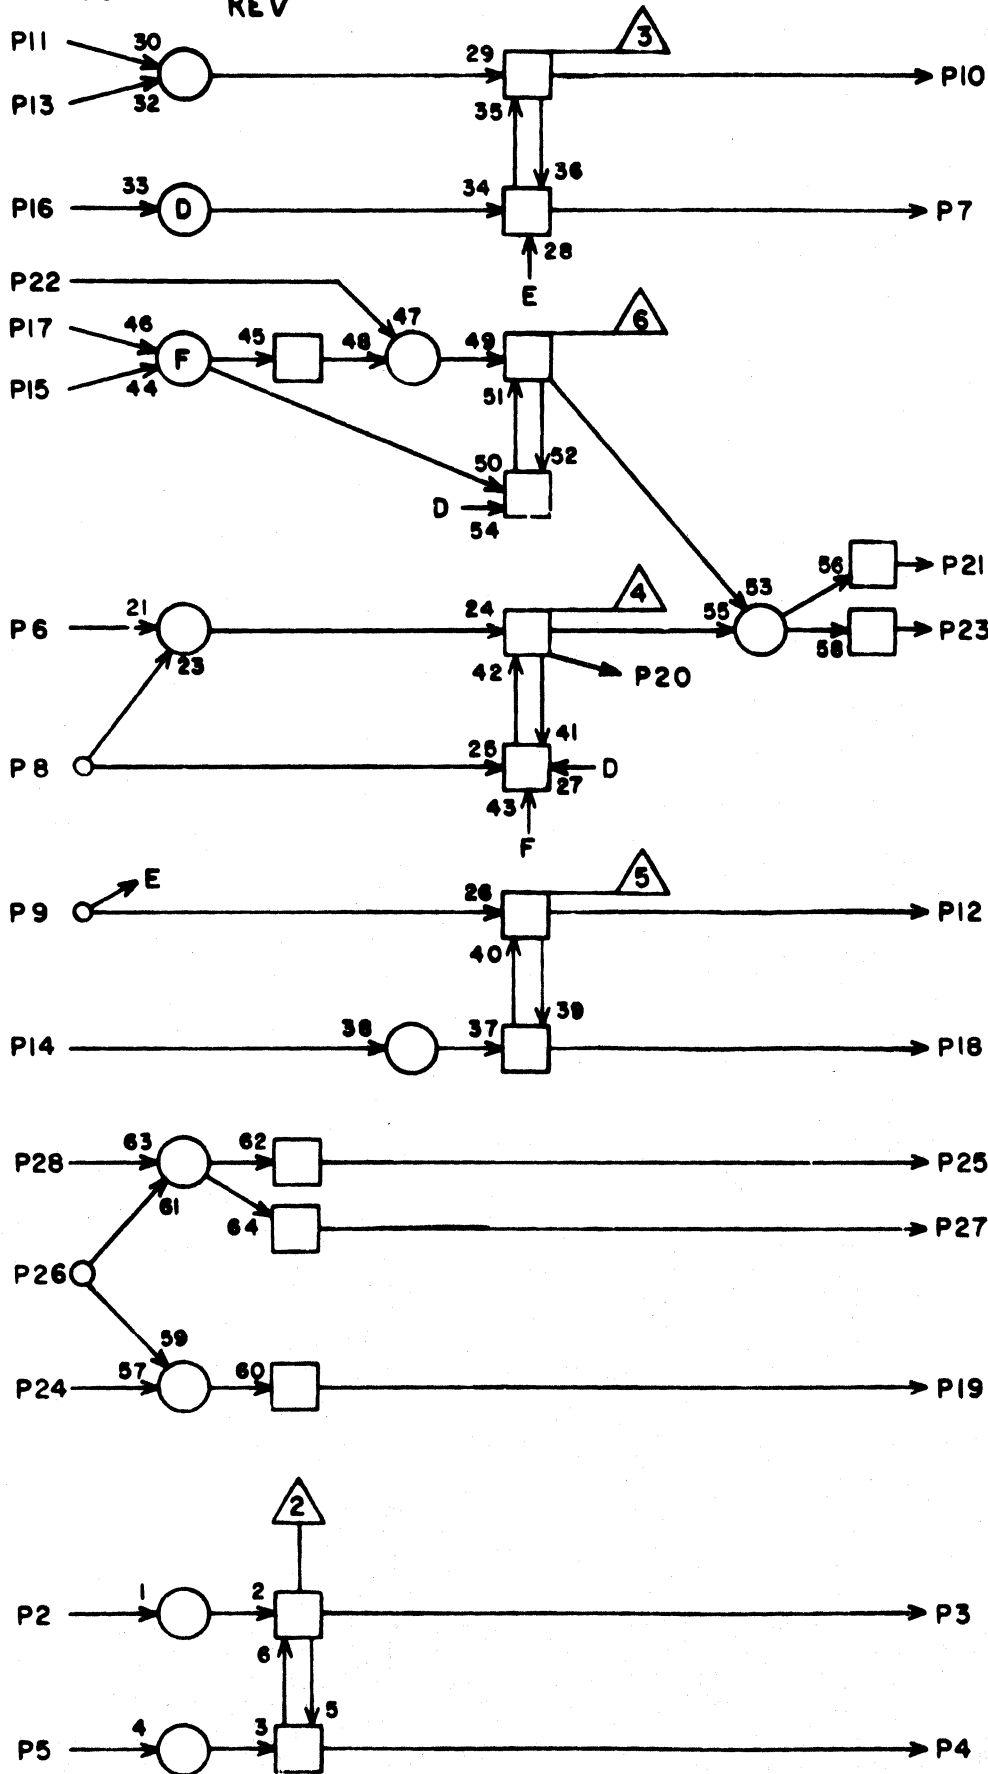 REV
P11 30 29 3 P10
P13 32 35
36
P16 33 D 34 P7
28
E
P22
47 6
P17 46 45 48 49
F
P15 44 51
50 52
D
54
56 P21
53
P6 21 24 4 55 P23
58
23 42 P20
41
P8 25 D
27
43
F
E 5
P9 26 P12
40
39
P14 38 37 P18
P28 63 62 P25
61
64 P27
P26
59
P24 57 60 P19
2
P2 1 2 P3
6
5
P5 4 3 P4